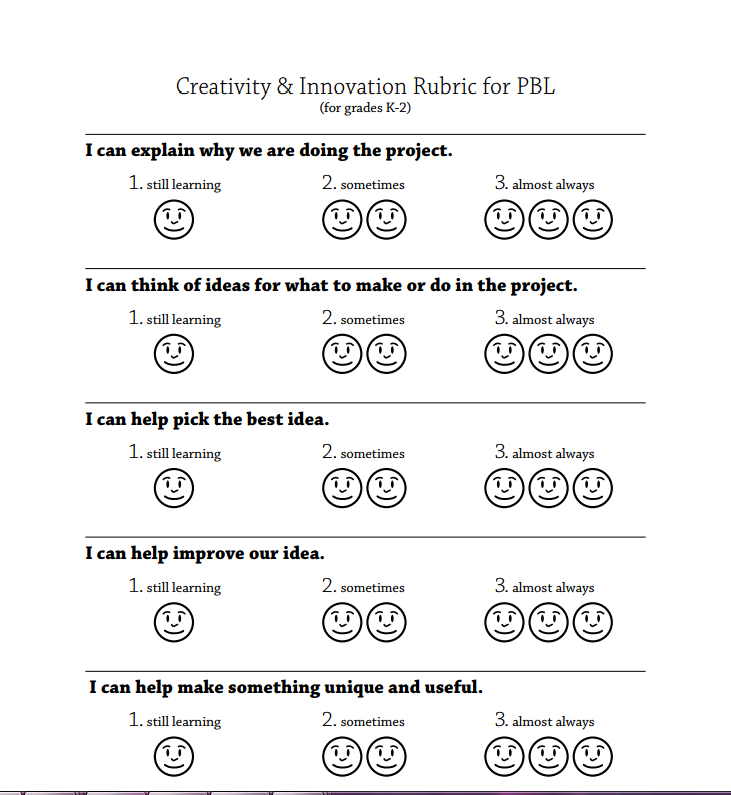 Creativity & Innovation Rubric for PBL
(for grades K-2)
I can explain why we are doing the project.
1. still learning 2. sometimes 3. almost always
I can think of ideas for what to make or do in the project.
1. still learning 2. sometimes 3. almost always
I can help pick the best idea.
1. still learning 2. sometimes 3. almost always
I can help improve our idea.
1. still learning 2. sometimes 3. almost always
I can help make something unique and useful.
1. still learning 2. sometimes 3. almost always